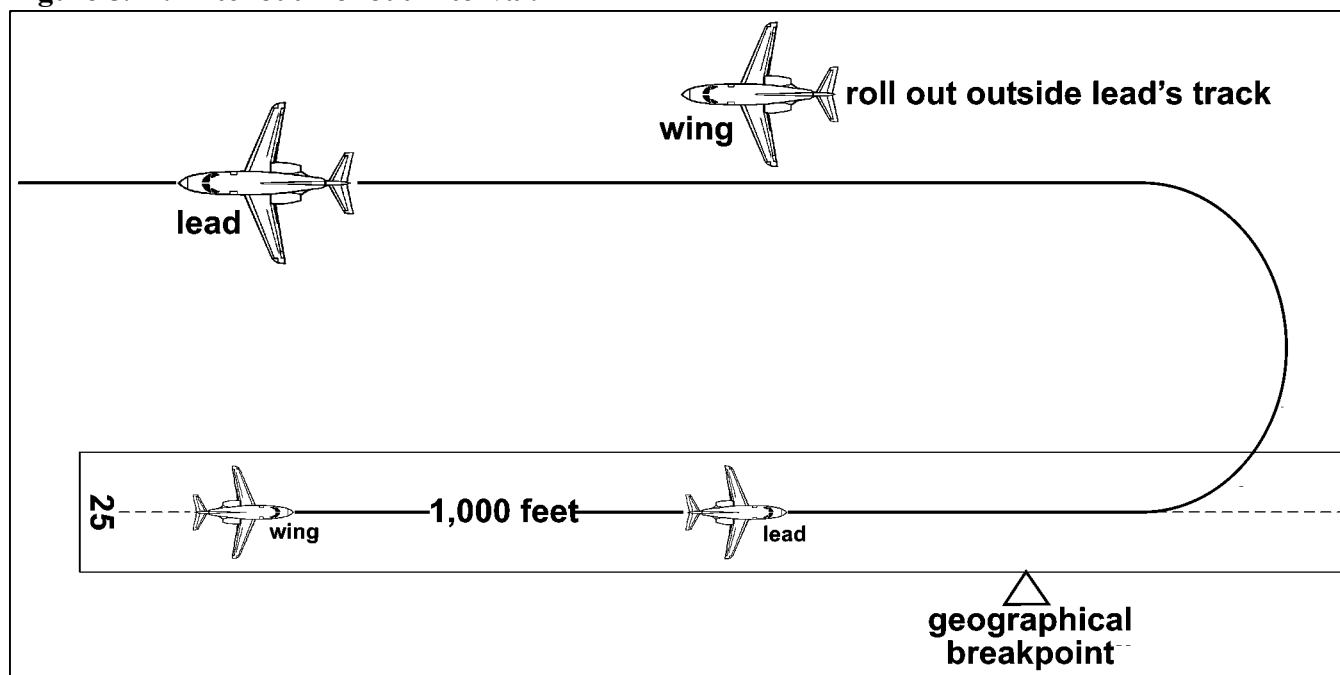 roll out outside lead's track
wing
lead
25
wing
1,000 feet
lead
geographical
breakpoint